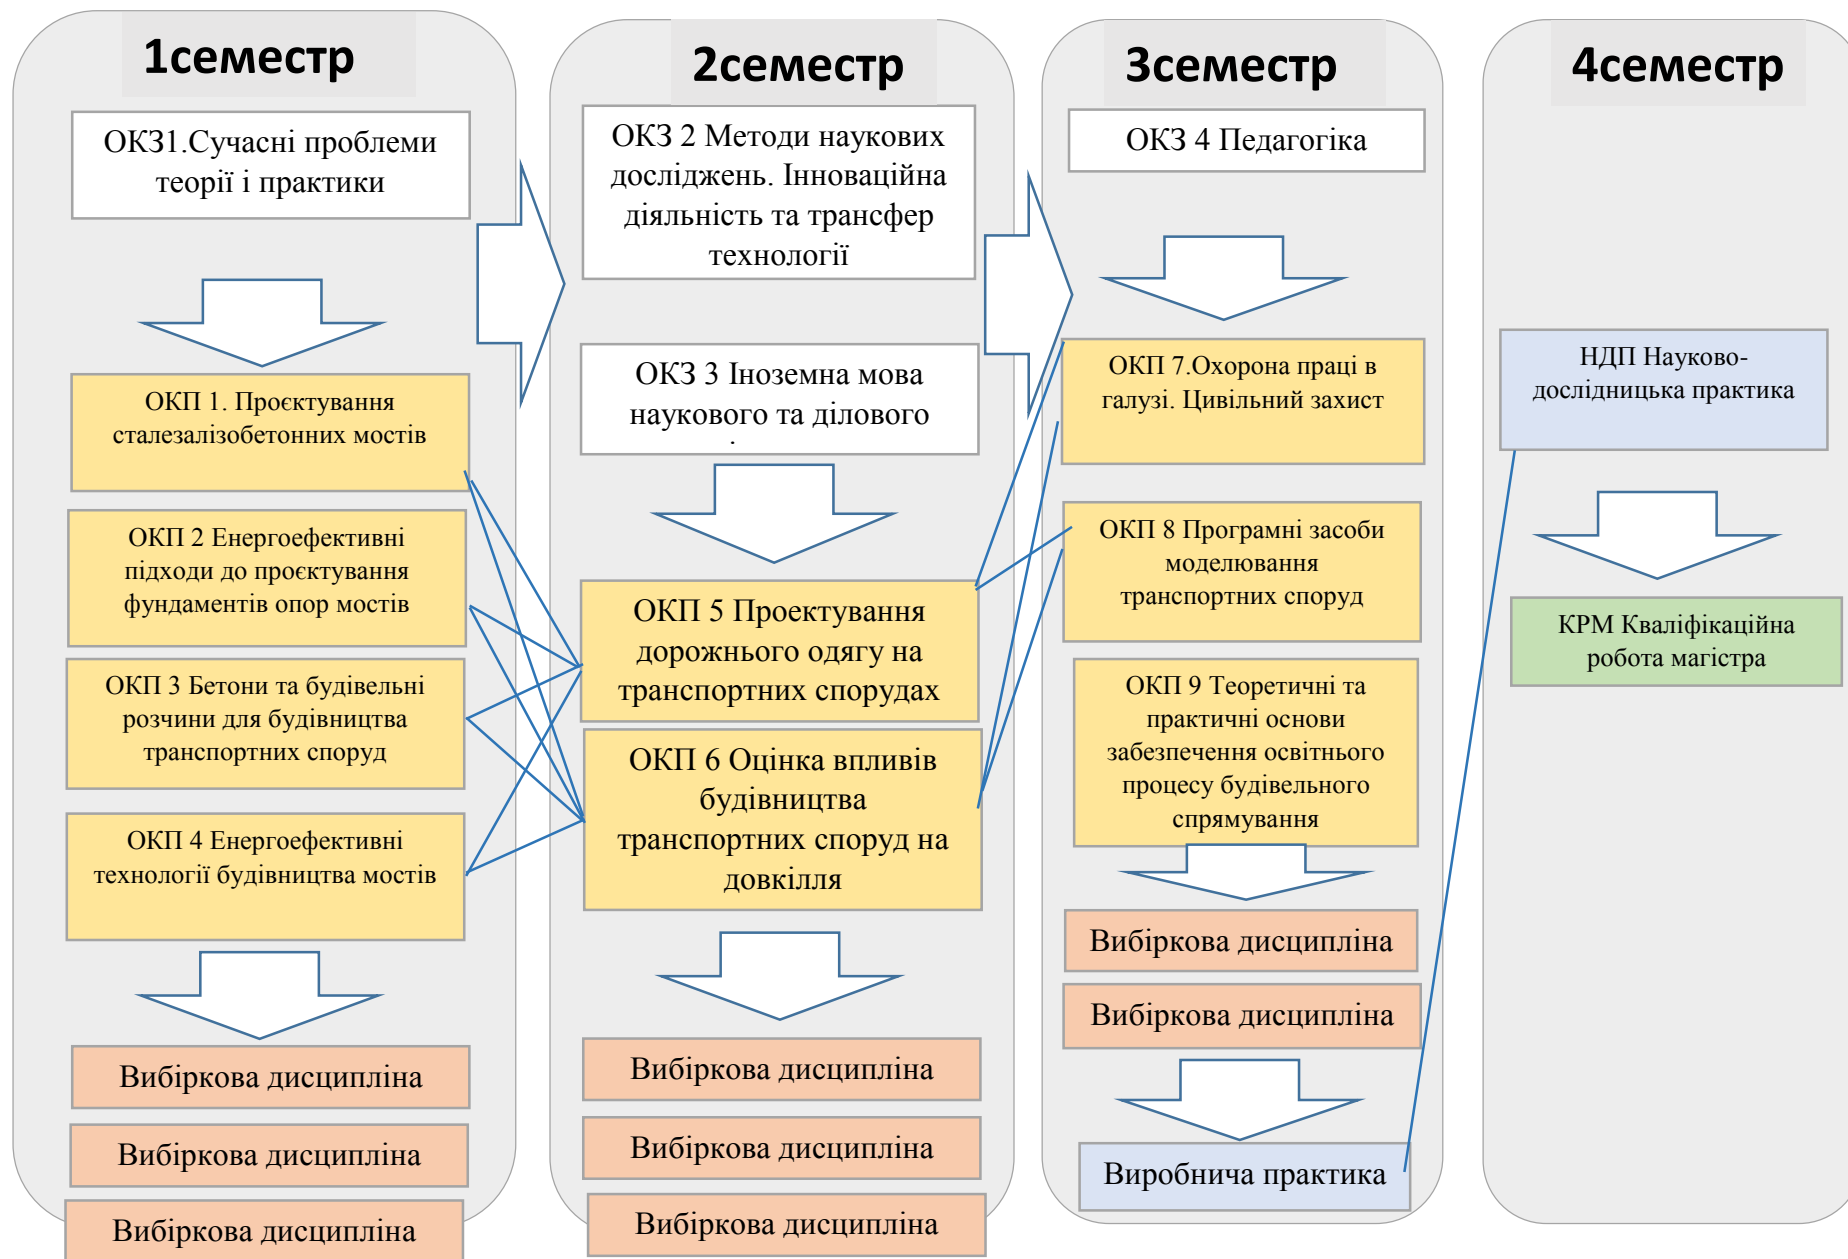 1семестр
ОКЗ1.Сучасні проблеми
теорії і практики
ОКП 1. Проєктування
сталезалізобетонних мостів
ОКП 2 Енергоефективні
підходи до проєктування
фундаментів опор мостів
ОКП 3 Бетони та будівельні
розчини для будівництва
транспортних споруд
ОКП 4 Енергоефективні
технології будівництва мостів
Вибіркова дисципліна
Вибіркова дисципліна
Вибіркова дисципліна
2семестр
ОКЗ 2 Методи наукових
досліджень. Інноваційна
діяльність та трансфер
технології
ОКЗ 3 Іноземна мова
наукового та ділового
ОКП 5 Проектування
дорожнього одягу на
транспортних спорудах
ОКП 6 Оцінка впливів
будівництва
транспортних споруд на
довкілля
Вибіркова дисципліна
Вибіркова дисципліна
Вибіркова дисципліна
3семестр
ОКЗ 4 Педагогіка
ОКП 7.Охорона праці в
галузі. Цивільний захист
ОКП 8 Програмні засоби
моделювання
транспортних споруд
ОКП 9 Теоретичні та
практичні основи
забезпечення освітнього
процесу будівельного
спрямування
Вибіркова дисципліна
Вибіркова дисципліна
Виробнича практика
4семестр
НДП Науково-
дослідницька практика
КРМ Кваліфікаційна
робота магістра